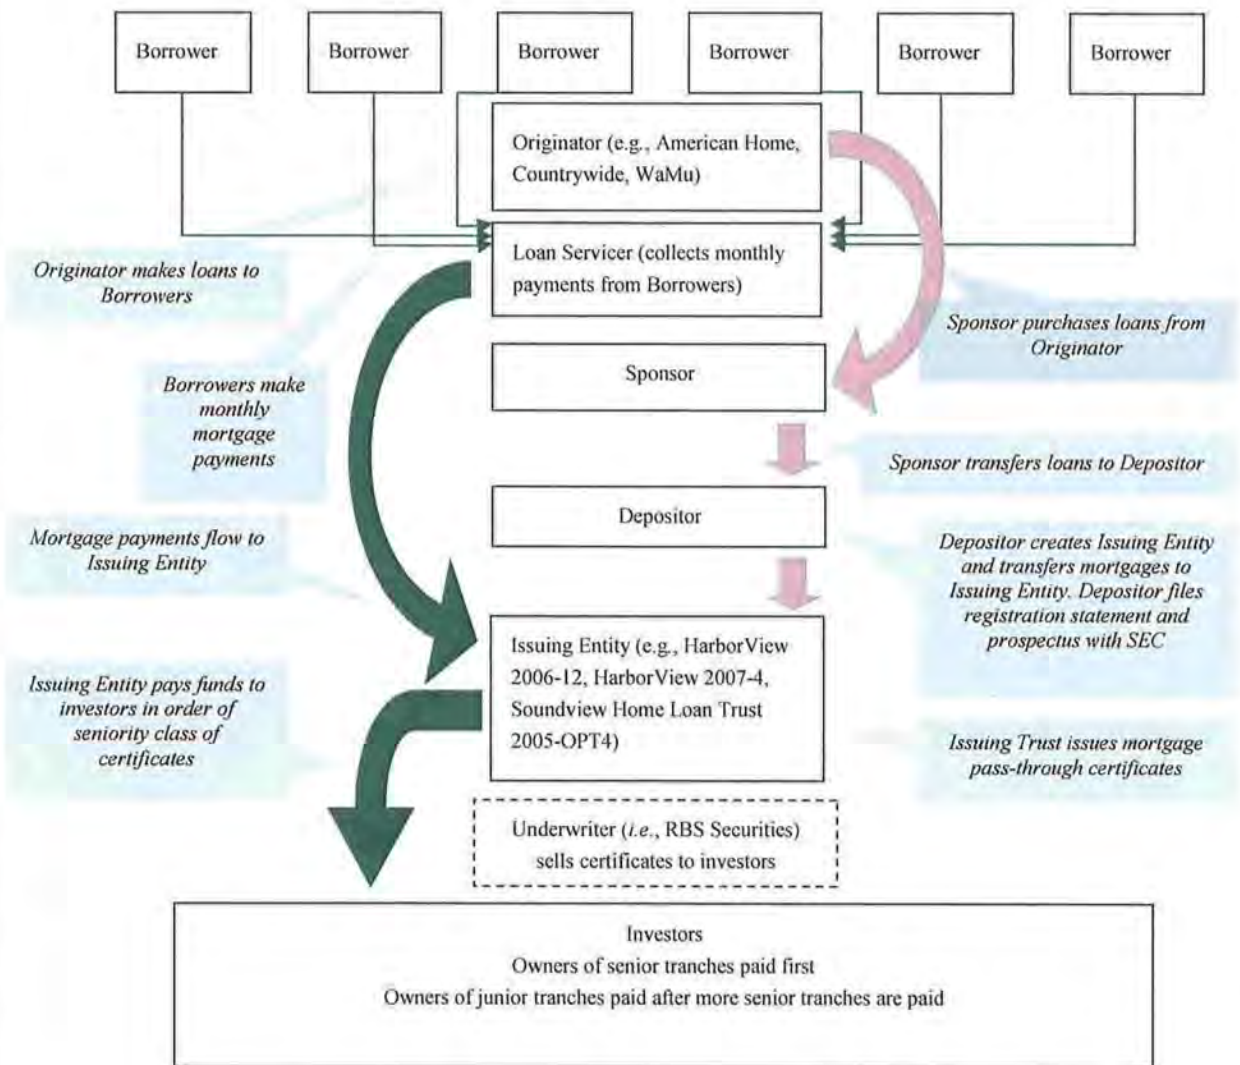 Borrower
Borrower
Borrower
Borrower
Borrower
Borrower
Originator (e.g., American Home,
Countrywide, WaMu)
Loan Servicer (collects monthly
payments from Borrowers)
Originator makes loans to
Borrowers
Sponsor purchases loans from
Originator
Sponsor
Borrowers make
monthly
mortgage
payments
Sponsor transfers loans to Depositor
Depositor
Mortgage payments flow to
Issuing Entity
Depositor creates Issuing Entity
and transfers mortgages to
Issuing Entity. Depositor files
registration statement and
prospectus with SEC
Issuing Entity (e.g., HarborView
2006-12, HarborView 2007-4,
Soundview Home Loan Trust
2005-OPT4)
Issuing Entity pays funds to
investors in order of
seniority class of
certificates
Issuing Trust issues mortgage
pass-through certificates
Underwriter (i.e., RBS Securities)
sells certificates to investors
Investors
Owners of senior tranches paid first
Owners of junior tranches paid after more senior tranches are paid